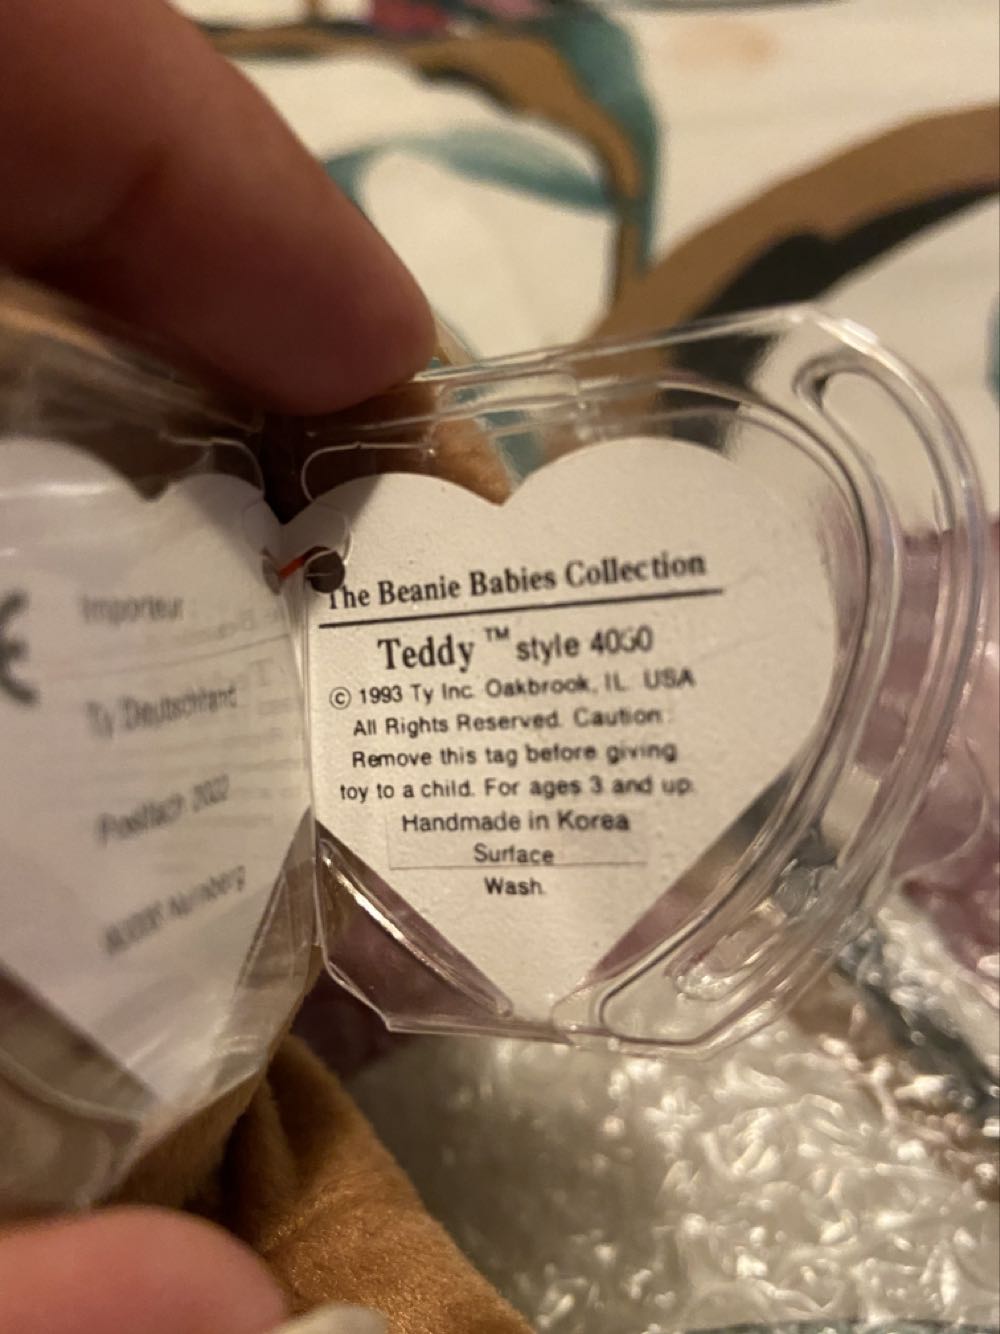 Importeur :
Ty Deutschland
Postfach 2022
Nürnberg
The Beanie Babies Collection
Teddy ™ style 4050
© 1993 Ty Inc. Oakbrook, IL. USA
All Rights Reserved. Caution:
Remove this tag before giving
toy to a child. For ages 3 and up.
Handmade in Korea
Surface
Wash.